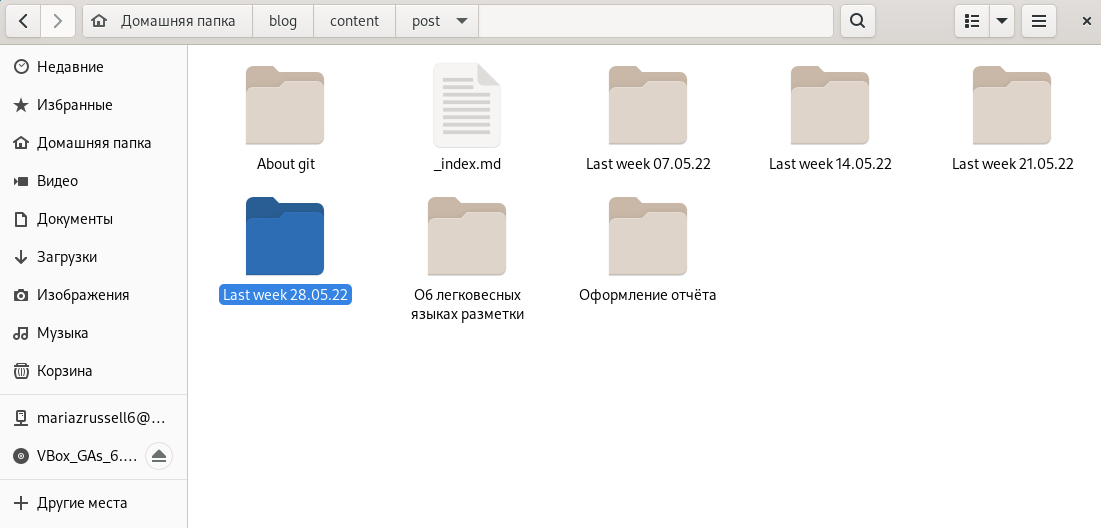 Домашняя папка blog content post
Недавние
Избранные
Домашняя папка
Видео
Документы
Загрузки
Изображения
Музыка
Корзина
mariazrussell6@...
VBox_GAs_6....
Другие места
About git
_index.md
Last week 07.05.22
Last week 14.05.22
Last week 21.05.22
Last week 28.05.22
Об легковесных
языках разметки
Оформление отчёта